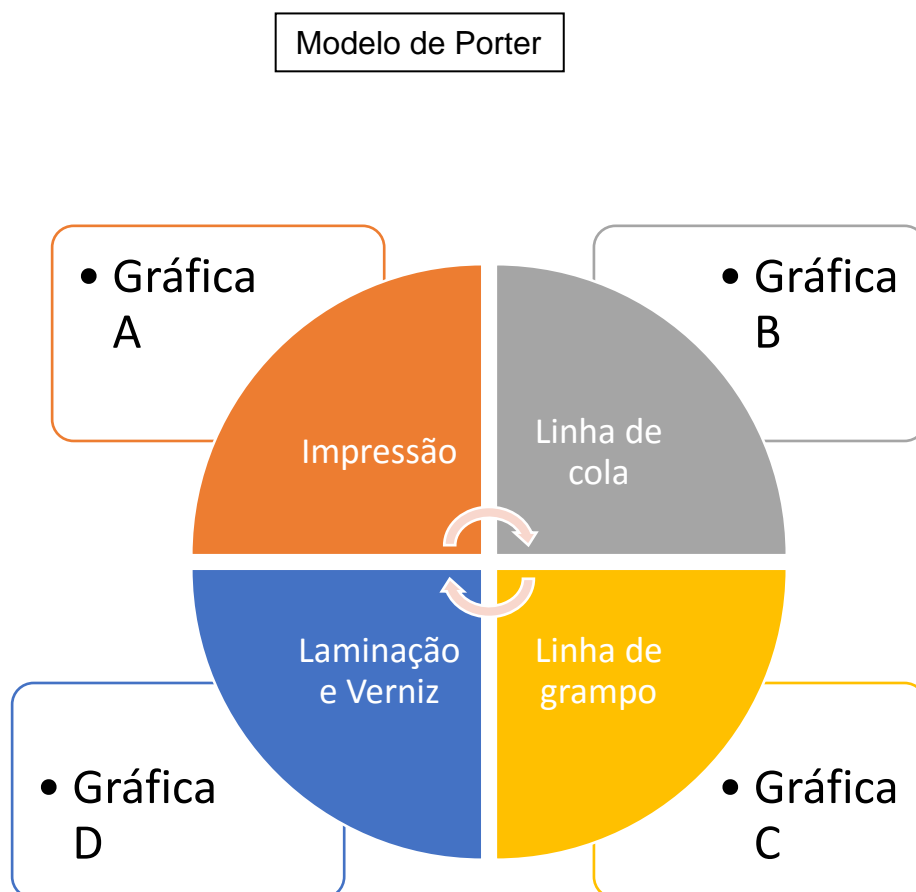 Modelo de Porter
• Gráfica
A
• Gráfica
B
Impressão
Linha de
cola
Laminação
e Verniz
Linha de
grampo
• Gráfica
D
• Gráfica
C